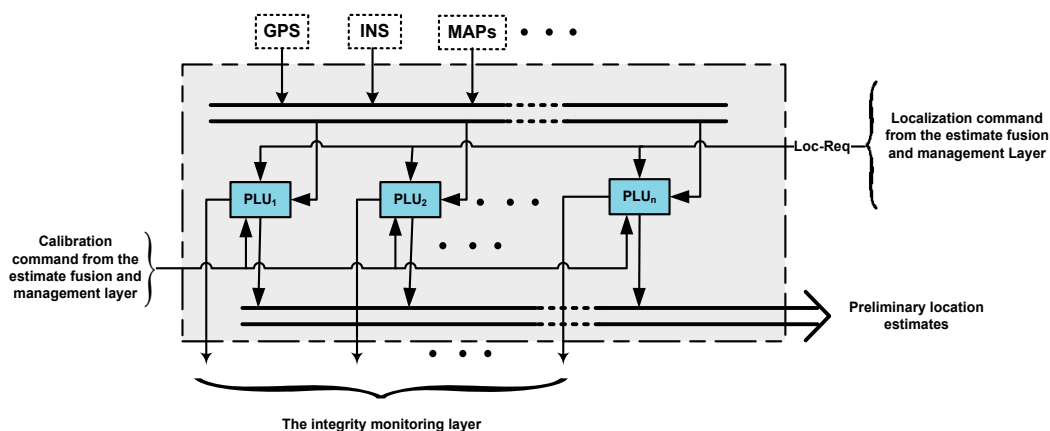 GPS
INS
MAPs
Localization command
from the estimate fusion
and management Layer
Loc-Req
PLU1
PLU2
PLUn
Calibration
command from the
estimate fusion and
management layer
Preliminary location
estimates
The integrity monitoring layer